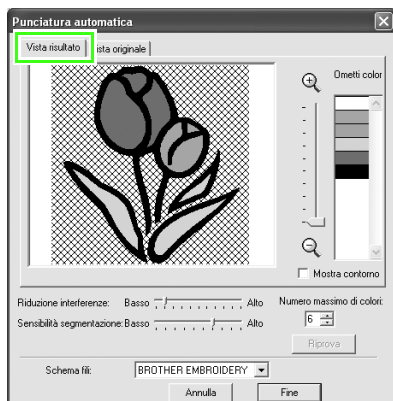 Punciatura automatica
Vista risultato ista originale
Ometti color
Mostra contorno
Riduzione interferenze: Basso Alto Numero massimo di colori:
Sensibilità segmentazione: Basso Alto 6
Riprova
Schema fili: BROTHER EMBROIDERY
Annulla Fine